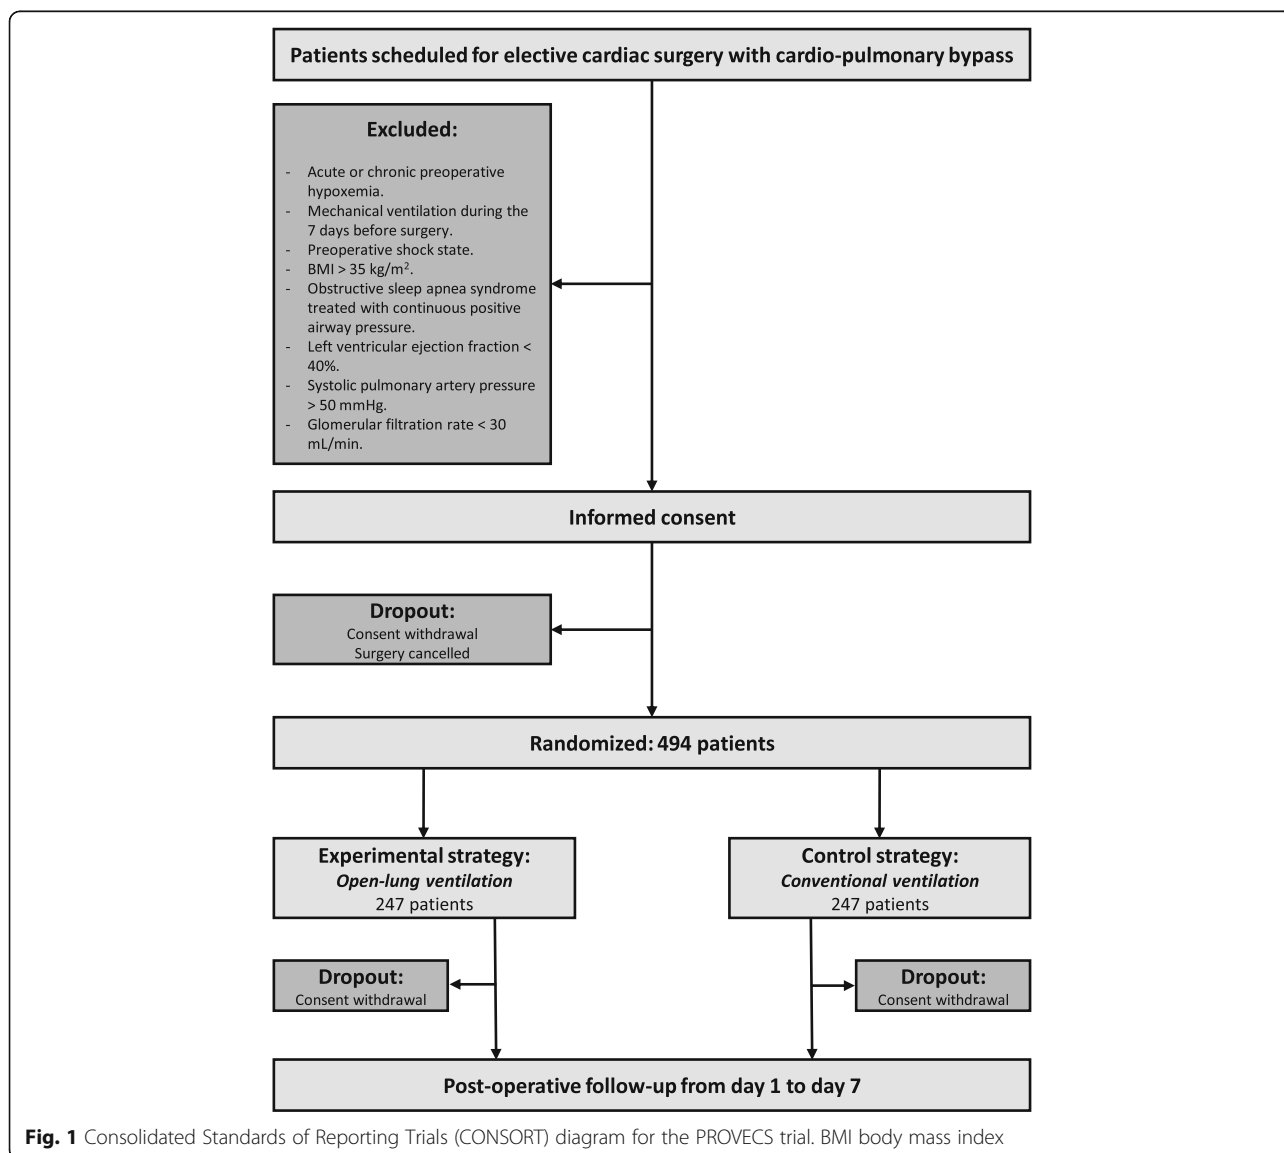 Patients scheduled for elective cardiac surgery with cardio-pulmonary bypass
Excluded:
- Acute or chronic preoperative
hypoxemia.
- Mechanical ventilation during the
7 days before surgery.
- Preoperative shock state.
- BMI > 35 kg/m².
- Obstructive sleep apnea syndrome
treated with continuous positive
airway pressure.
- Left ventricular ejection fraction <
40%.
- Systolic pulmonary artery pressure
> 50 mmHg.
- Glomerular filtration rate < 30
mL/min.
Informed consent
Dropout:
Consent withdrawal
Surgery cancelled
Randomized: 494 patients
Experimental strategy:
Open-lung ventilation
247 patients
Control strategy:
Conventional ventilation
247 patients
Dropout:
Consent withdrawal
Dropout:
Consent withdrawal
Post-operative follow-up from day 1 to day 7
Fig. 1 Consolidated Standards of Reporting Trials (CONSORT) diagram for the PROVECS trial. BMI body mass index